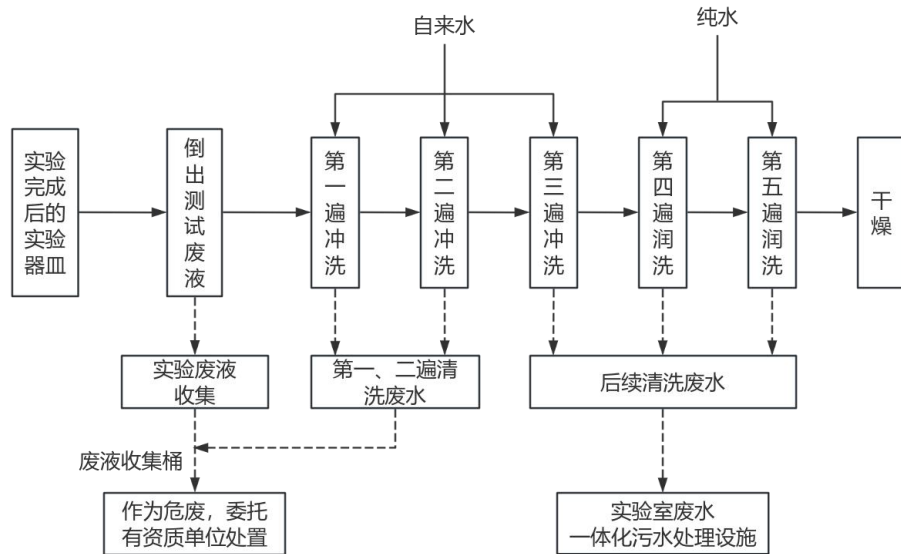 自来水
纯水
实验
完成
后的
实验
器皿
倒出测试废液
第一遍冲洗
第二遍冲洗
第三遍冲洗
第四遍润洗
第五遍润洗
干燥
实验废液
收集
第一、二遍清
洗废水
后续清洗废水
废液收集桶
作为危废，委托
有资质单位处置
实验室废水
一体化污水处理设施